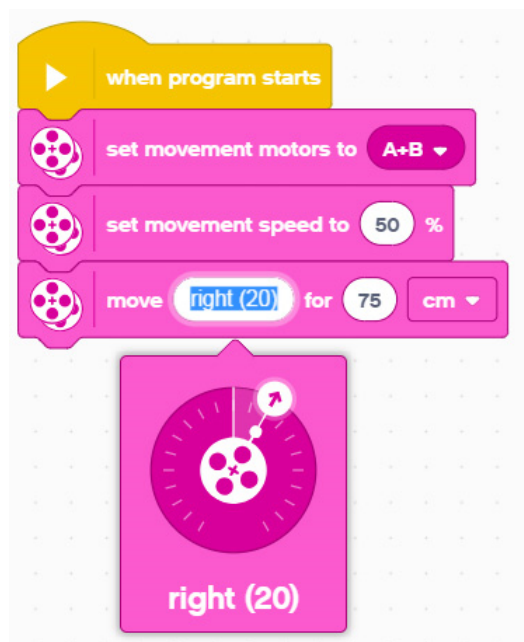 when program starts
set movement motors to A+B
set movement speed to 50 %
move right (20) for 75 cm
right (20)